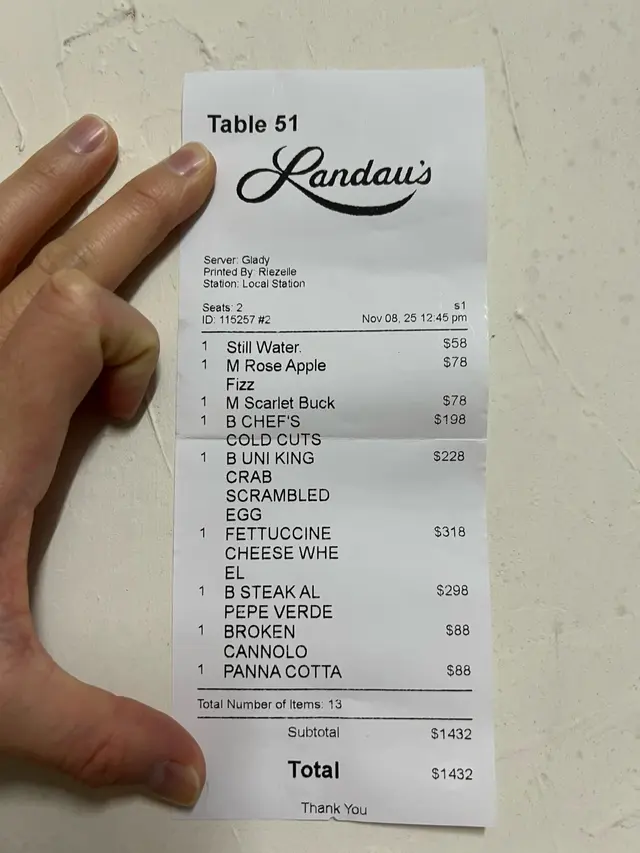 Table 51
Landau's
Server: Glady
Printed By: Riezelle
Station: Local Station
Seats: 2 s1
ID: 115257 #2 Nov 08, 25 12:45 pm
1 Still Water. $58
1 M Rose Apple $78
Fizz
1 M Scarlet Buck $78
1 B CHEF'S $198
COLD CUTS
1 B UNI KING $228
CRAB
SCRAMBLED
EGG
1 FETTUCCINE $318
CHEESE WHE
EL
1 B STEAK AL $298
PEPE VERDE
1 BROKEN $88
CANNOLO
1 PANNA COTTA $88
Total Number of Items: 13
Subtotal $1432
Total $1432
Thank You